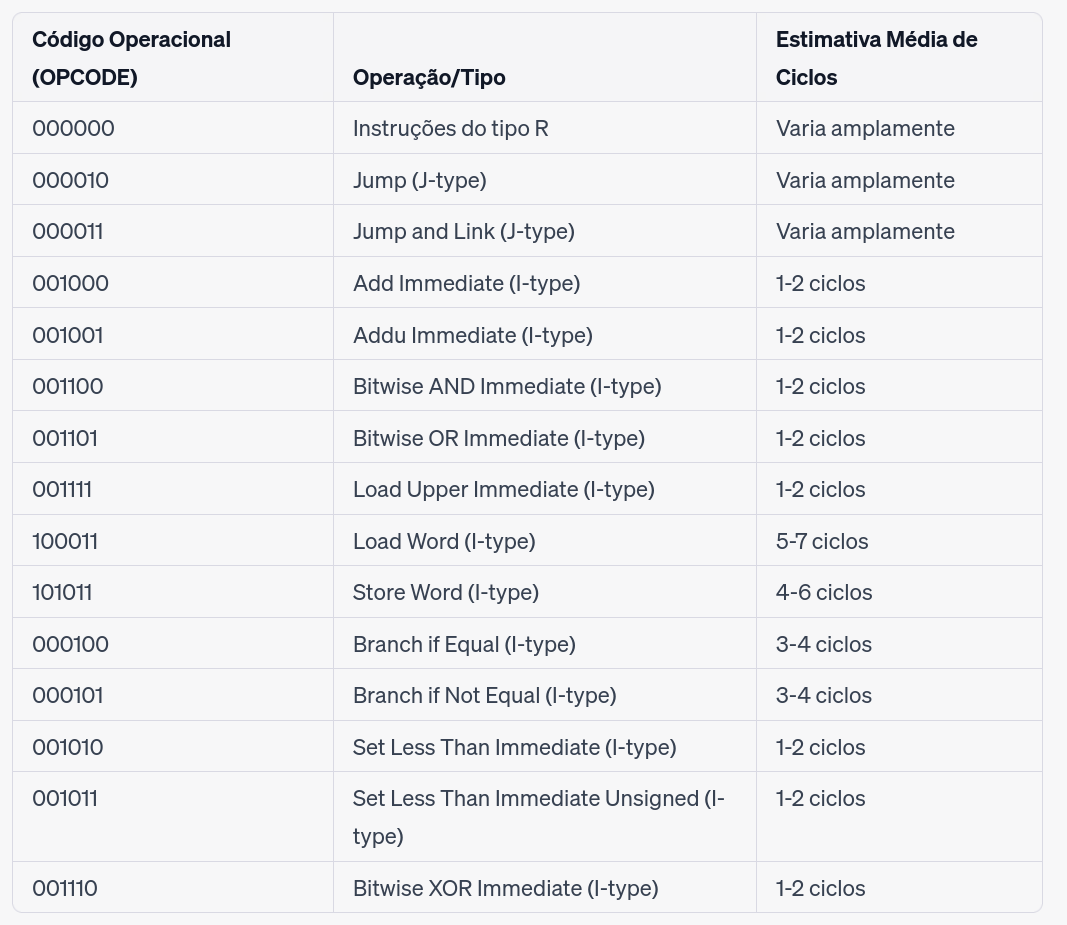 Código Operacional
(OPCODE) Operação/Tipo Estimativa Média de
Ciclos
000000 Instruções do tipo R Varia amplamente
000010 Jump (J-type) Varia amplamente
000011 Jump and Link (J-type) Varia amplamente
001000 Add Immediate (I-type) 1-2 ciclos
001001 Addu Immediate (I-type) 1-2 ciclos
001100 Bitwise AND Immediate (I-type) 1-2 ciclos
001101 Bitwise OR Immediate (I-type) 1-2 ciclos
001111 Load Upper Immediate (I-type) 1-2 ciclos
100011 Load Word (I-type) 5-7 ciclos
101011 Store Word (I-type) 4-6 ciclos
000100 Branch if Equal (I-type) 3-4 ciclos
000101 Branch if Not Equal (I-type) 3-4 ciclos
001010 Set Less Than Immediate (I-type) 1-2 ciclos
001011 Set Less Than Immediate Unsigned (I- 1-2 ciclos
type)
001110 Bitwise XOR Immediate (I-type) 1-2 ciclos